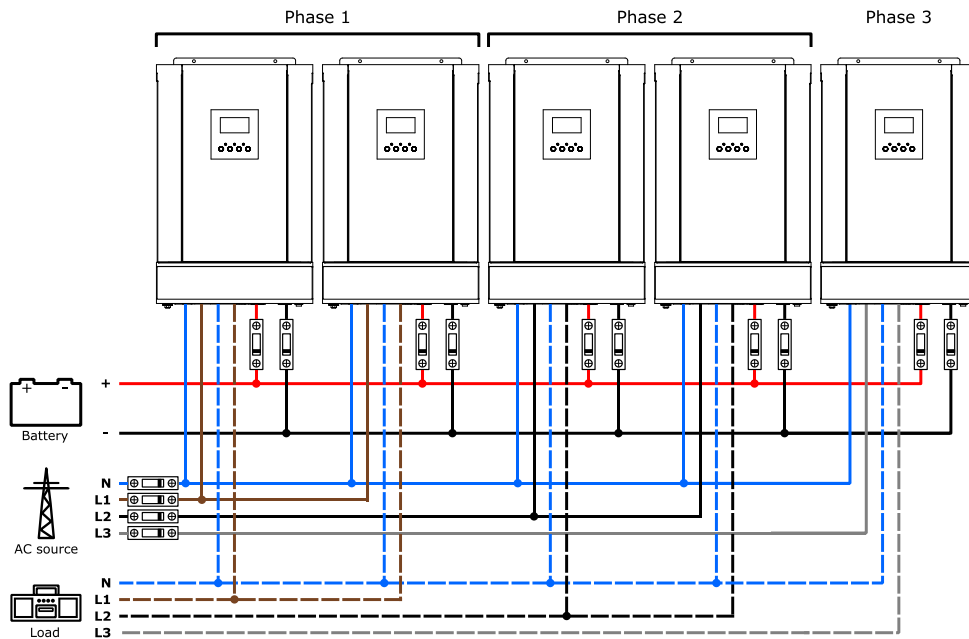 Phase 1
Phase 2
Phase 3
+
+ -
-
Battery
N
L1
L2
L3
AC source
N
L1
L2
L3
Load